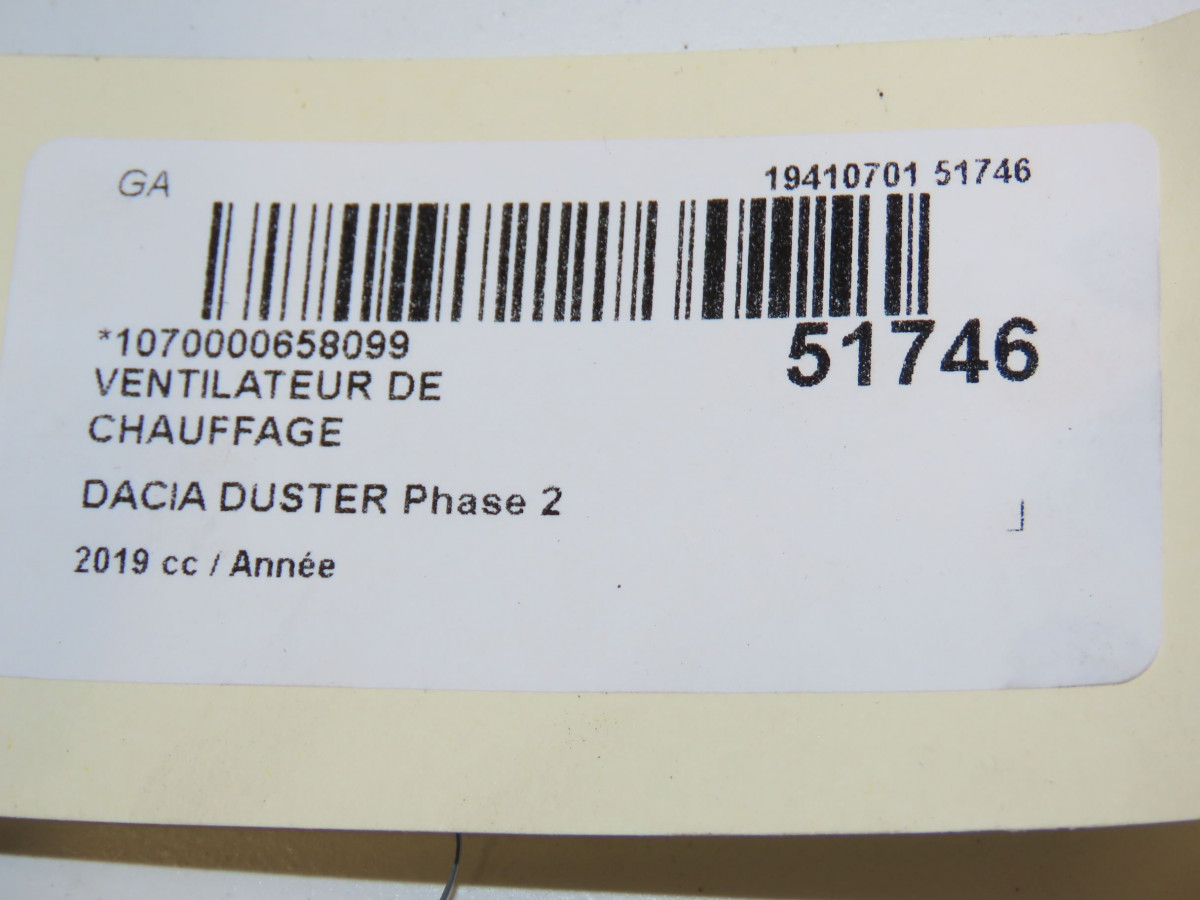 GA
19410701 51746
*1070000658099
51746
VENTILATEUR DE
CHAUFFAGE
DACIA DUSTER Phase 2
2019 cc / Année